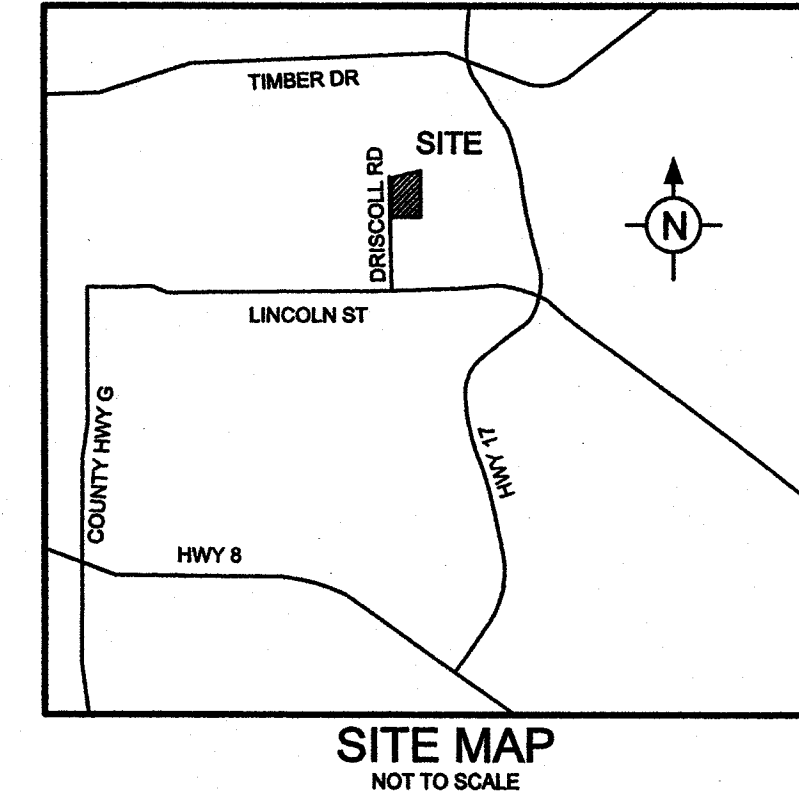 TIMBER DR
SITE
DRISCOLL RD
N
LINCOLN ST
COUNTY HWY G
HWY 17
HWY 8
SITE MAP
NOT TO SCALE